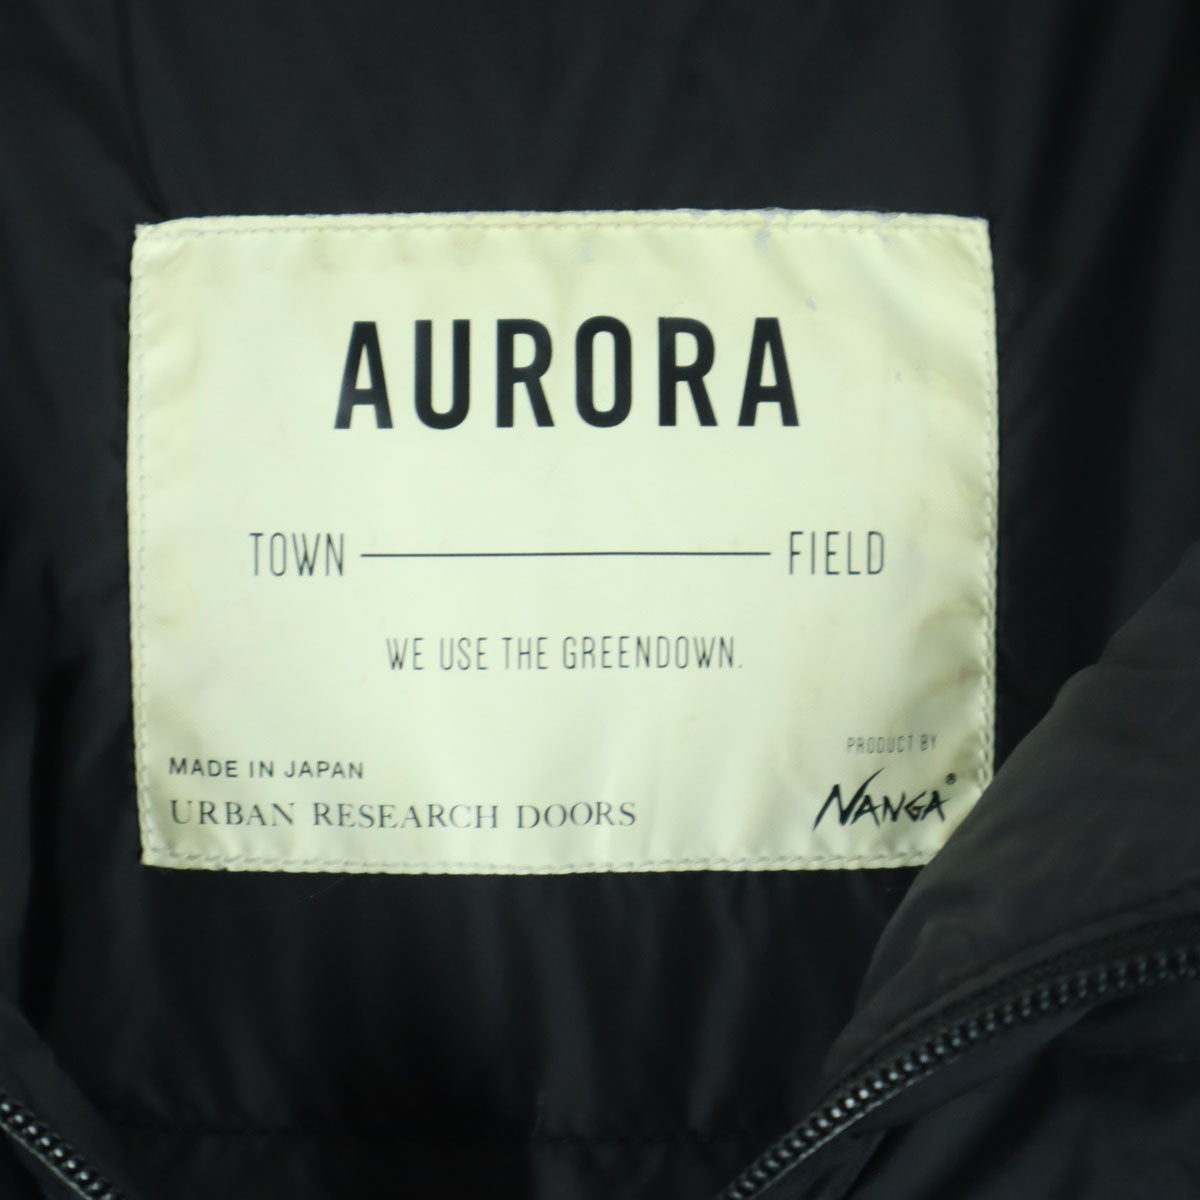 AURORA
TOWN FIELD
WE USE THE GREENDOWN.
PRODUCT BY
MADE IN JAPAN
URBAN RESEARCH DOORS
NANGA®